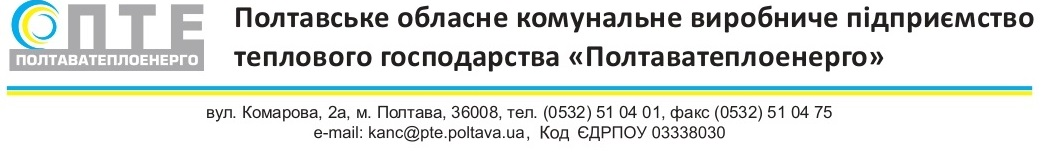 ПТЕ
ПОЛТАВАТЕПЛОЕНЕРГО
Полтавське обласне комунальне виробниче підприємство
теплового господарства «Полтаватеплоенерго»
вул. Комарова, 2а, м. Полтава, 36008, тел. (0532) 51 04 01, факс (0532) 51 04 75
e-mail: kanc@pte.poltava.ua, Код ЄДРПОУ 03338030